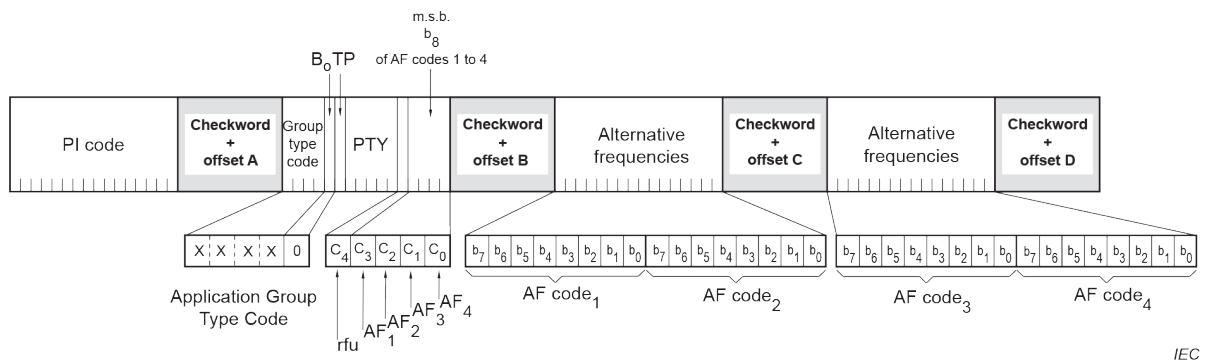 m.s.b.
b8
of AF codes 1 to 4
Bo TP
PI code
Checkword
+
offset A
Group
type
code
PTY
Checkword
+
offset B
Alternative
frequencies
Checkword
+
offset C
Alternative
frequencies
Checkword
+
offset D
X X X X 0
C4 C3 C2 C1 C0
b7 b6 b5 b4 b3 b2 b1 b0 b7 b6 b5 b4 b3 b2 b1 b0
b7 b6 b5 b4 b3 b2 b1 b0 b7 b6 b5 b4 b3 b2 b1 b0
Application Group
Type Code
rfu AF1 AF2 AF3 AF4
AF code1
AF code2
AF code3
AF code4
IEC